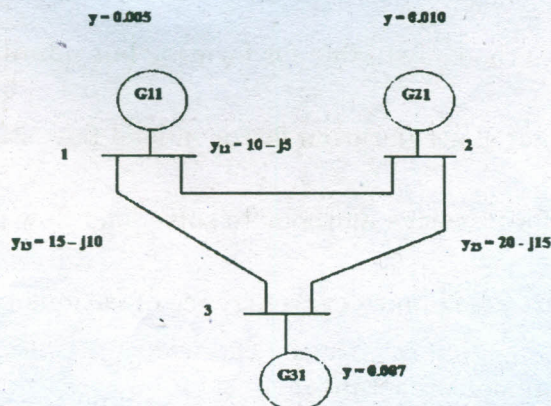 y = 0.005
y = 0.010
G11
G21
1
y12 = 10 – j5
2
y13 = 15 – j10
y23 = 20 - j15
3
G31
y = 0.007